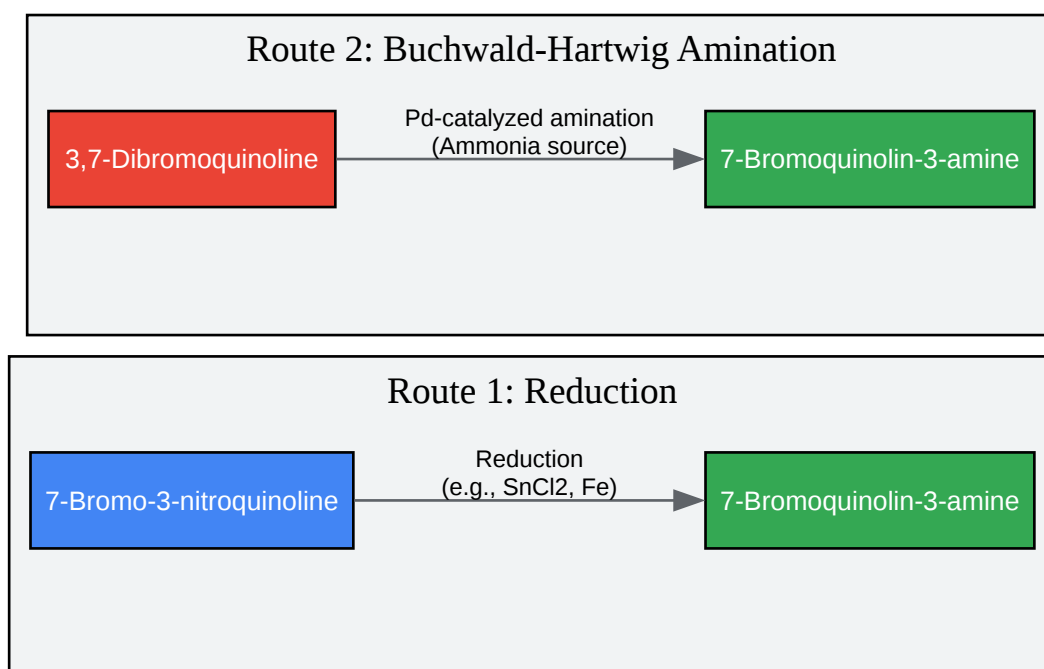 Route 2: Buchwald-Hartwig Amination
3,7-Dibromoquinoline
Pd-catalyzed amination
(Ammonia source)
7-Bromoquinolin-3-amine
Route 1: Reduction
7-Bromo-3-nitroquinoline
Reduction
(e.g., SnCl2, Fe)
7-Bromoquinolin-3-amine